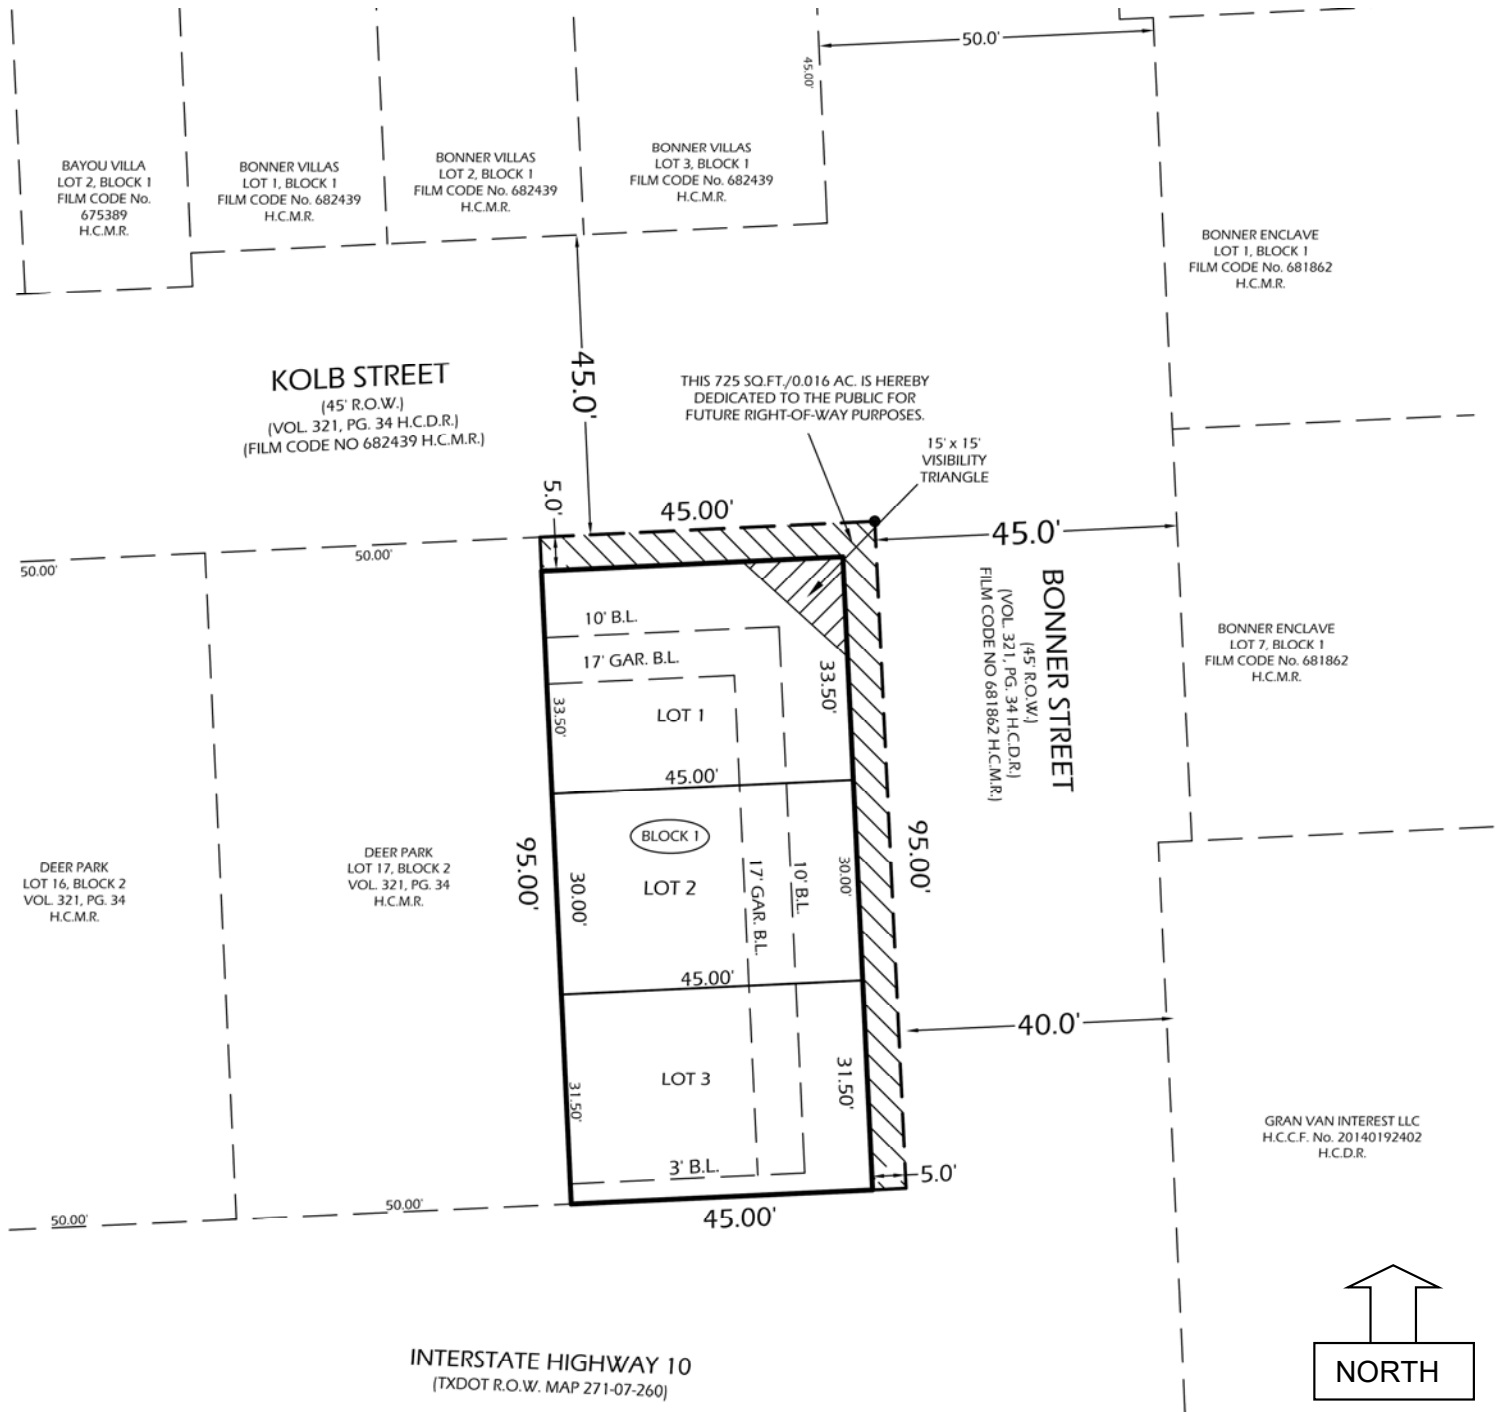 50.0'
45.00'
BAYOU VILLA
LOT 2, BLOCK 1
FILM CODE No.
675389
H.C.M.R.
BONNER VILLAS
LOT 1, BLOCK 1
FILM CODE No. 682439
H.C.M.R.
BONNER VILLAS
LOT 2, BLOCK 1
FILM CODE No. 682439
H.C.M.R.
BONNER VILLAS
LOT 3, BLOCK 1
FILM CODE No. 682439
H.C.M.R.
BONNER ENCLAVE
LOT 1, BLOCK 1
FILM CODE No. 681862
H.C.M.R.
KOLB STREET
(45' R.O.W.)
(VOL. 321, PG. 34 H.C.D.R.)
(FILM CODE NO 682439 H.C.M.R.)
45.0'
THIS 725 SQ.FT./0.016 AC. IS HEREBY
DEDICATED TO THE PUBLIC FOR
FUTURE RIGHT-OF-WAY PURPOSES.
15' x 15'
VISIBILITY
TRIANGLE
5.0'
45.00'
45.0'
50.00'
50.00'
BONNER STREET
(45' R.O.W.)
(VOL. 321, PG. 34 H.C.D.R.)
FILM CODE NO 681862 H.C.M.R.)
10' B.L.
17' GAR. B.L.
33.50'
33.50'
LOT 1
45.00'
BONNER ENCLAVE
LOT 7, BLOCK 1
FILM CODE No. 681862
H.C.M.R.
BLOCK 1
LOT 2
95.00'
30.00'
17' GAR. B.L.
10' B.L.
30.00'
95.00'
DEER PARK
LOT 16, BLOCK 2
VOL. 321, PG. 34
H.C.M.R.
DEER PARK
LOT 17, BLOCK 2
VOL. 321, PG. 34
H.C.M.R.
45.00'
40.0'
LOT 3
31.50'
31.50'
GRAN VAN INTEREST LLC
H.C.C.F. No. 20140192402
H.C.D.R.
3' B.L.
5.0'
50.00'
50.00'
45.00'
INTERSTATE HIGHWAY 10
(TXDOT R.O.W. MAP 271-07-260)
NORTH